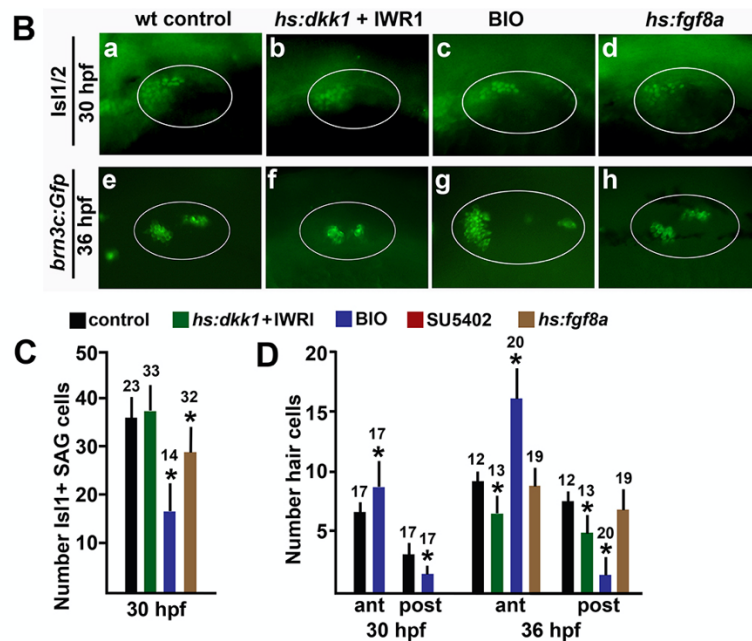 B
wt control hs:dkk1 + IWR1 BIO hs:fgf8a
Isl1/2
30 hpf
a b c d
brn3c:Gfp
36 hpf
e f g h
control hs:dkk1+IWRI BIO SU5402 hs:fgf8a
C
Number Isl1+ SAG cells
50
40
30
20
10
23 33 14 * 32 *
30 hpf
D
Number hair cells
20
15
10
5
17 17 * 17 17 * 12 13 * 20 * 19 12 13 * 20 * 19
ant post ant post
30 hpf 36 hpf